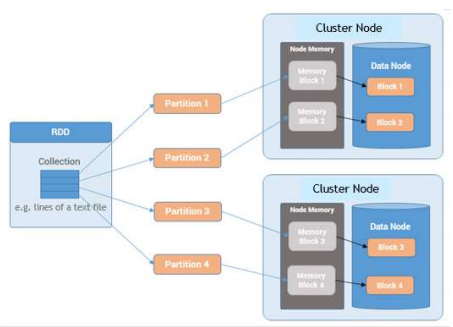 Cluster Node
Node Memory
Memory
Block 1
Memory
Block 2
Data Node
Block 1
Block 2
RDD
Collection
e.g. lines of a text file
Partition 1
Partition 2
Partition 3
Partition 4
Cluster Node
Node Memory
Memory
Block 3
Memory
Block 4
Data Node
Block 3
Block 4